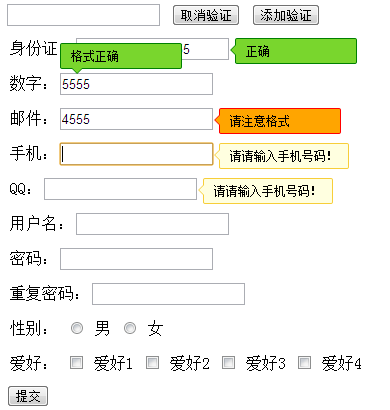 取消验证 添加验证
身份证 5 正确
格式正确
数字： 5555
邮件： 4555 请注意格式
手机： 请请输入手机号码！
QQ： 请请输入手机号码！
用户名：
密码：
重复密码：
性别： 男 女
爱好： 爱好1 爱好2 爱好3 爱好4
提交